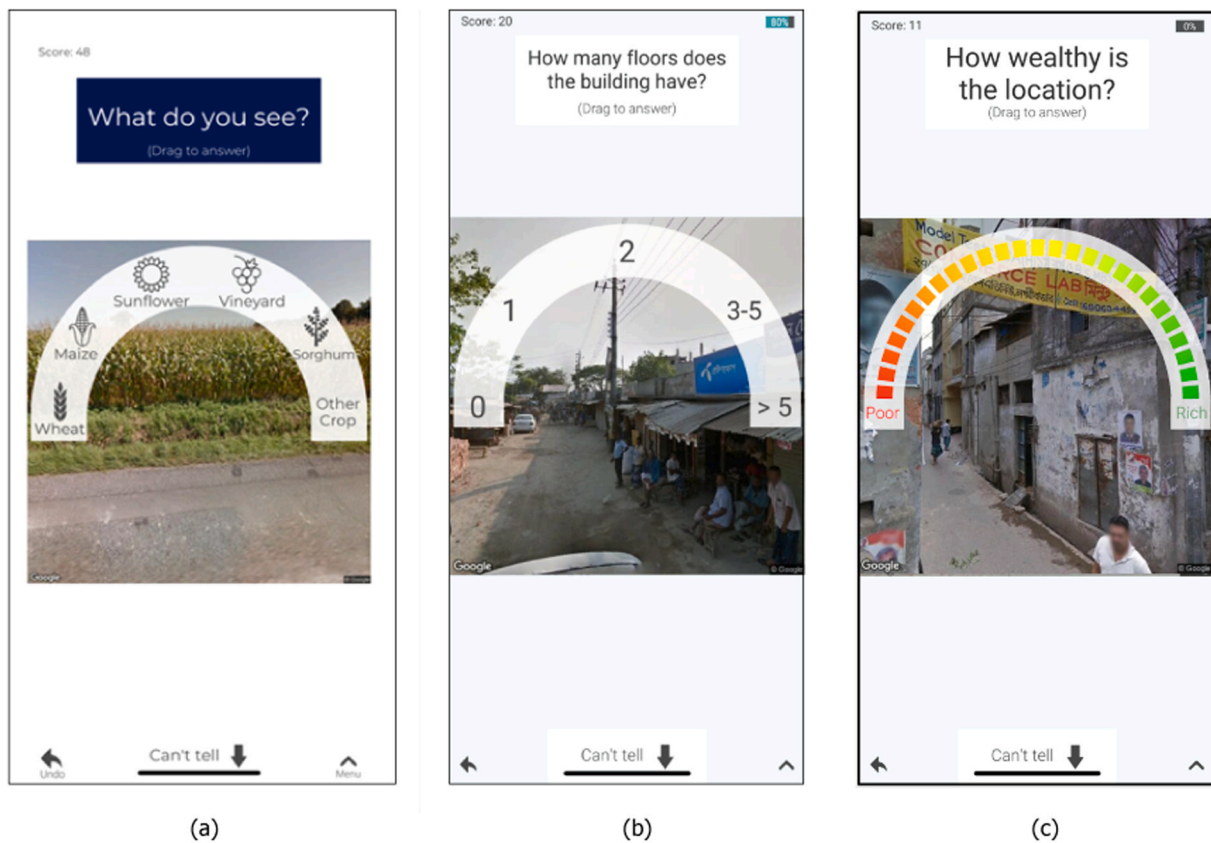 Score: 48
What do you see?
(Drag to answer)
Sunflower
Vineyard
Maize
Sorghum
Wheat
Other
Crop
Google
© Google
Can't tell
Undo
Menu
(a)
Score: 20
80%
How many floors does
the building have?
(Drag to answer)
2
1
3-5
0
> 5
Google
© Google
Can't tell
(b)
Score: 11
0%
How wealthy is
the location?
(Drag to answer)
Model
Poor
Rich
Google
© Google
Can't tell
(c)